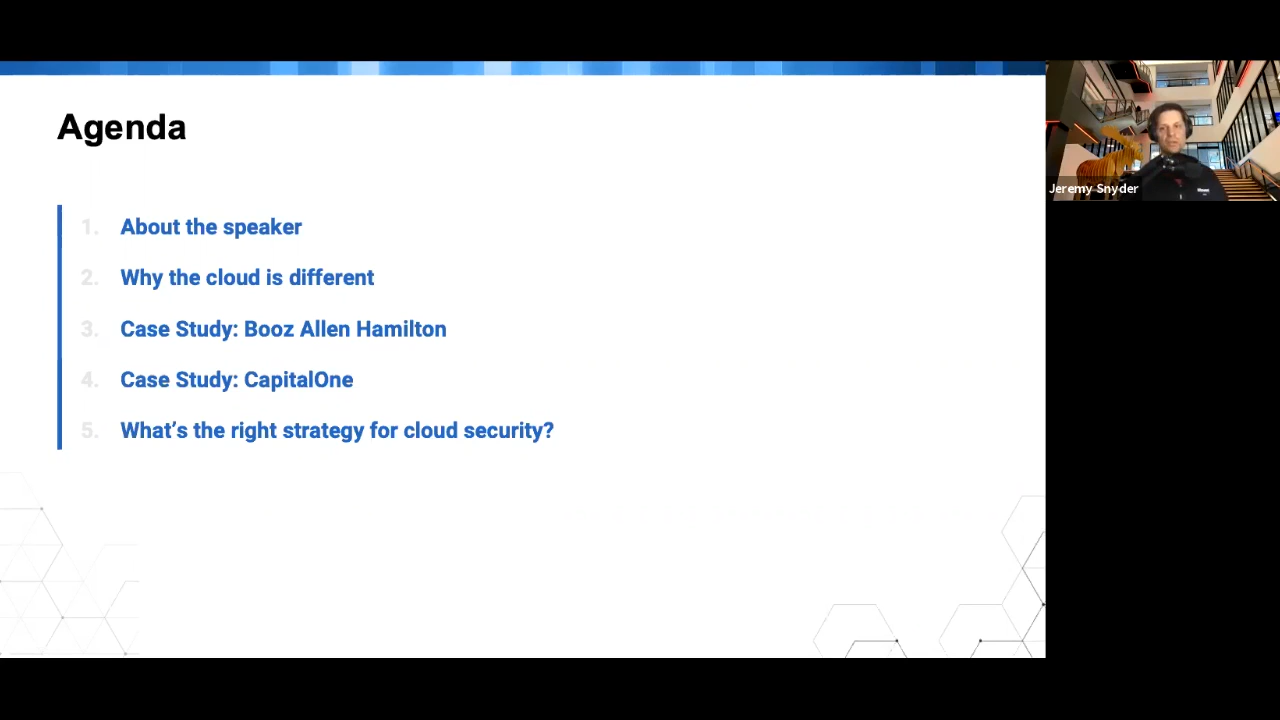 Agenda
1. About the speaker
2. Why the cloud is different
3. Case Study: Booz Allen Hamilton
4. Case Study: CapitalOne
5. What’s the right strategy for cloud security?
Jeremy Snyder